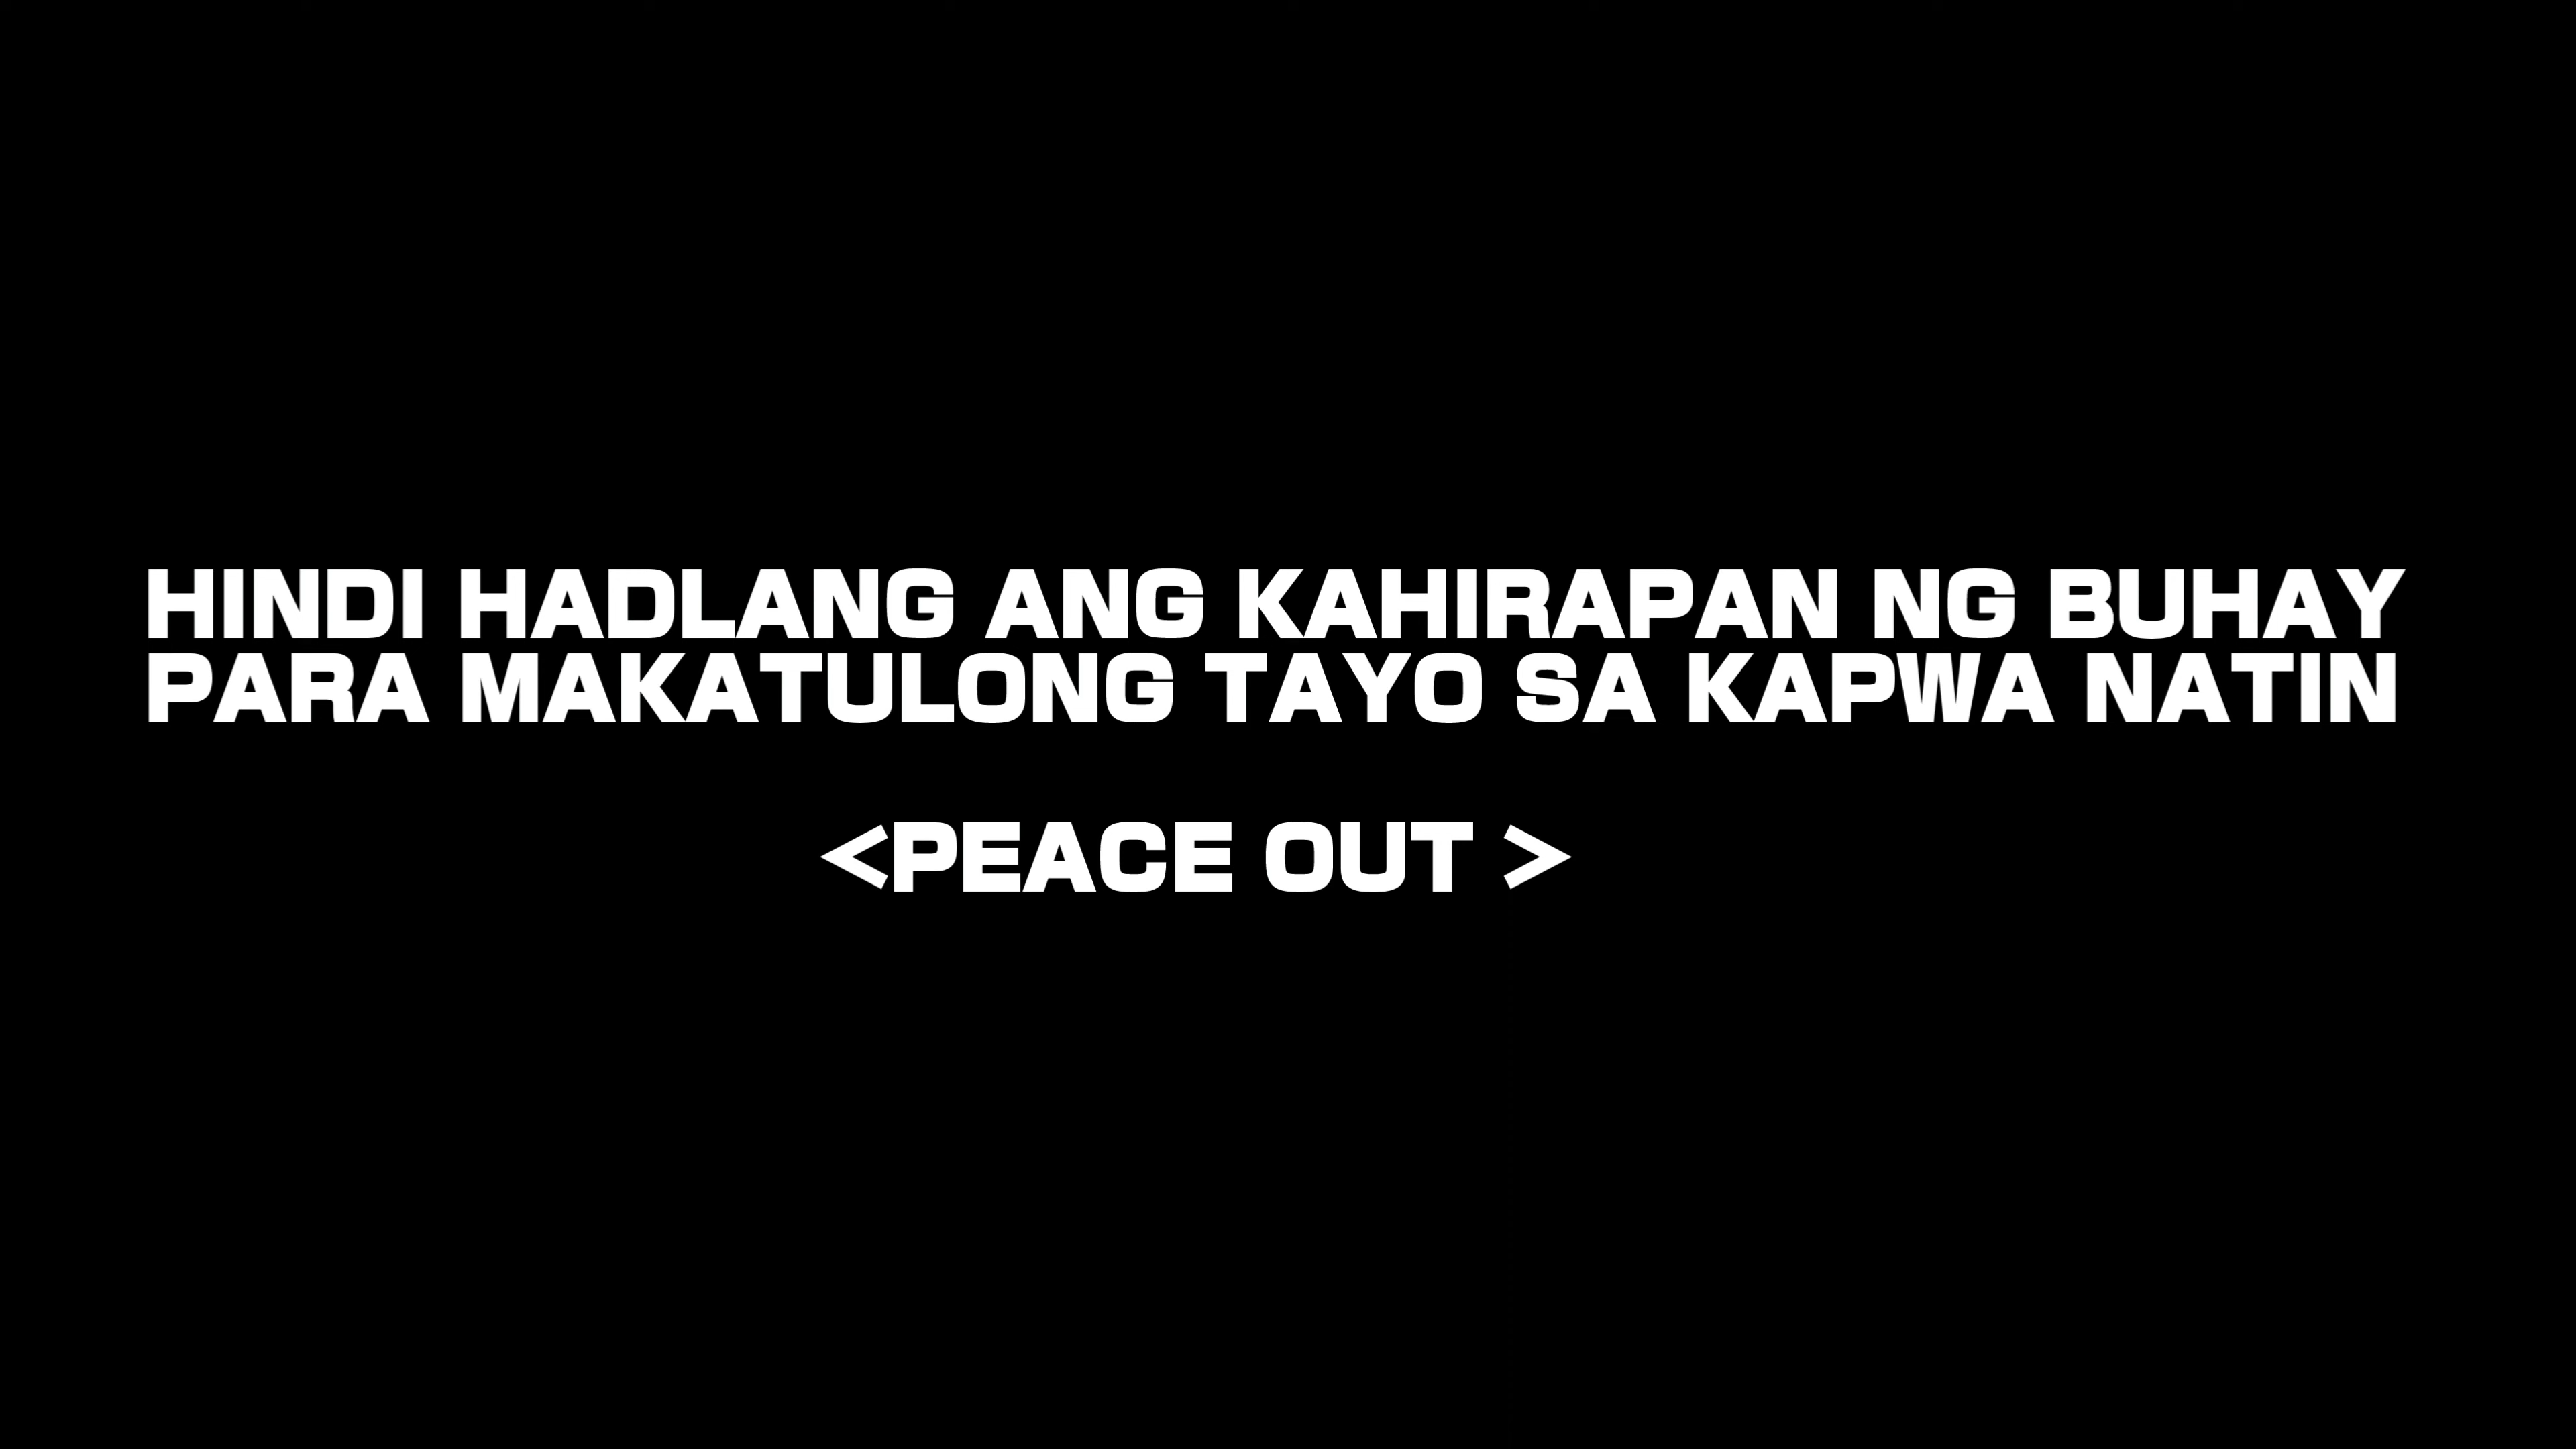 HINDI HADLANG ANG KAHIRAPAN NG BUHAY
PARA MAKATULONG TAYO SA KAPWA NATIN
<PEACE OUT >